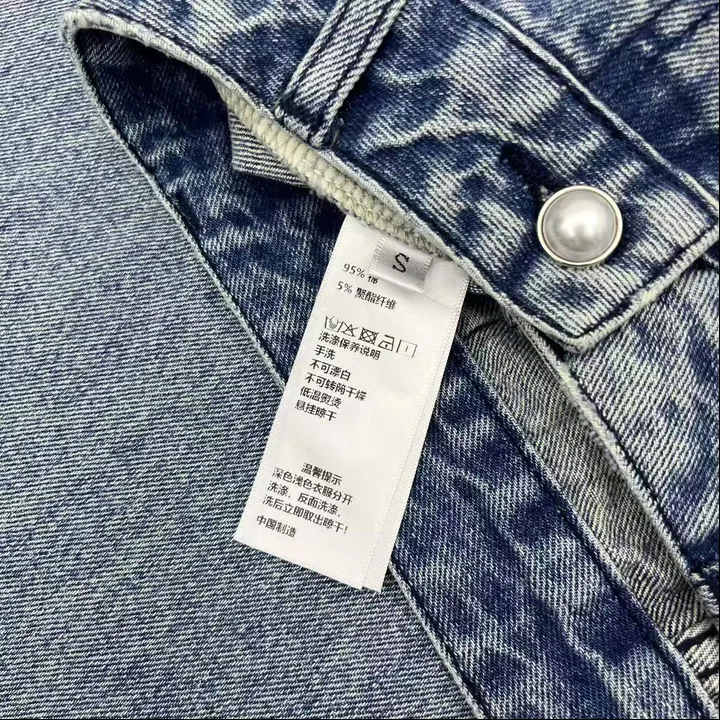 S
95% 棉
5% 聚酯纤维
洗涤保养说明
手洗
不可漂白
不可转筒干燥
低温熨烫
悬挂晾干
温馨提示
深色浅色衣服分开
洗涤，反面洗涤，
洗后立即取出晾干！
中国制造